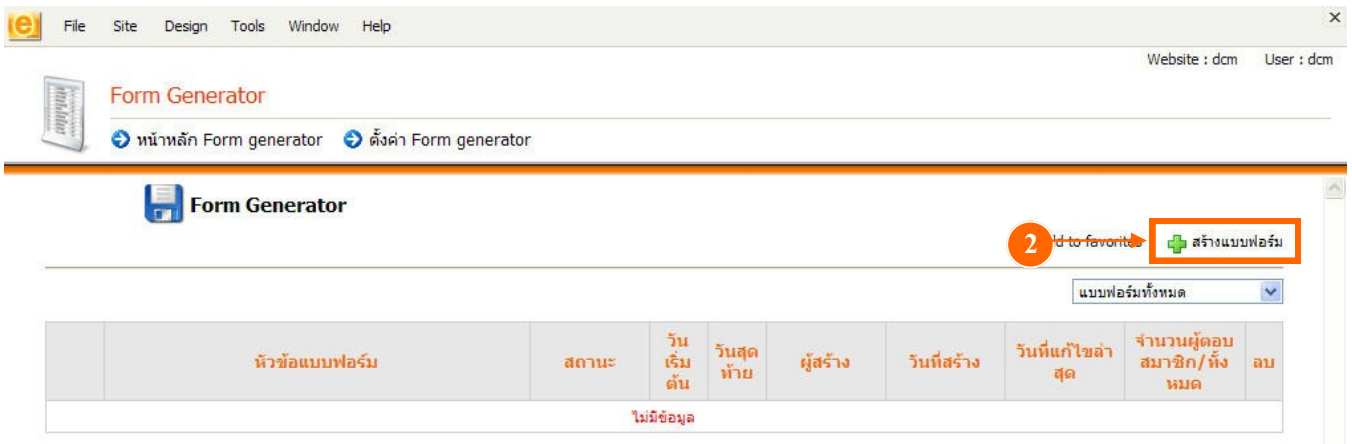 File Site Design Tools Window Help
Website : dcm User : dcm
Form Generator
หน้าหลัก Form generator ตั้งค่า Form generator
Form Generator
2 to favorites สร้างแบบฟอร์ม
แบบฟอร์มทั้งหมด
หัวข้อแบบฟอร์ม
สถานะ
วัน
เริ่ม
ต้น
วันสุด
ท้าย
ผู้สร้าง
วันที่สร้าง
วันที่แก้ไขล่า
สุด
จำนวนผู้ตอบ
สมาชิก/ทั้ง
หมด
ลบ
ไม่มีข้อมูล